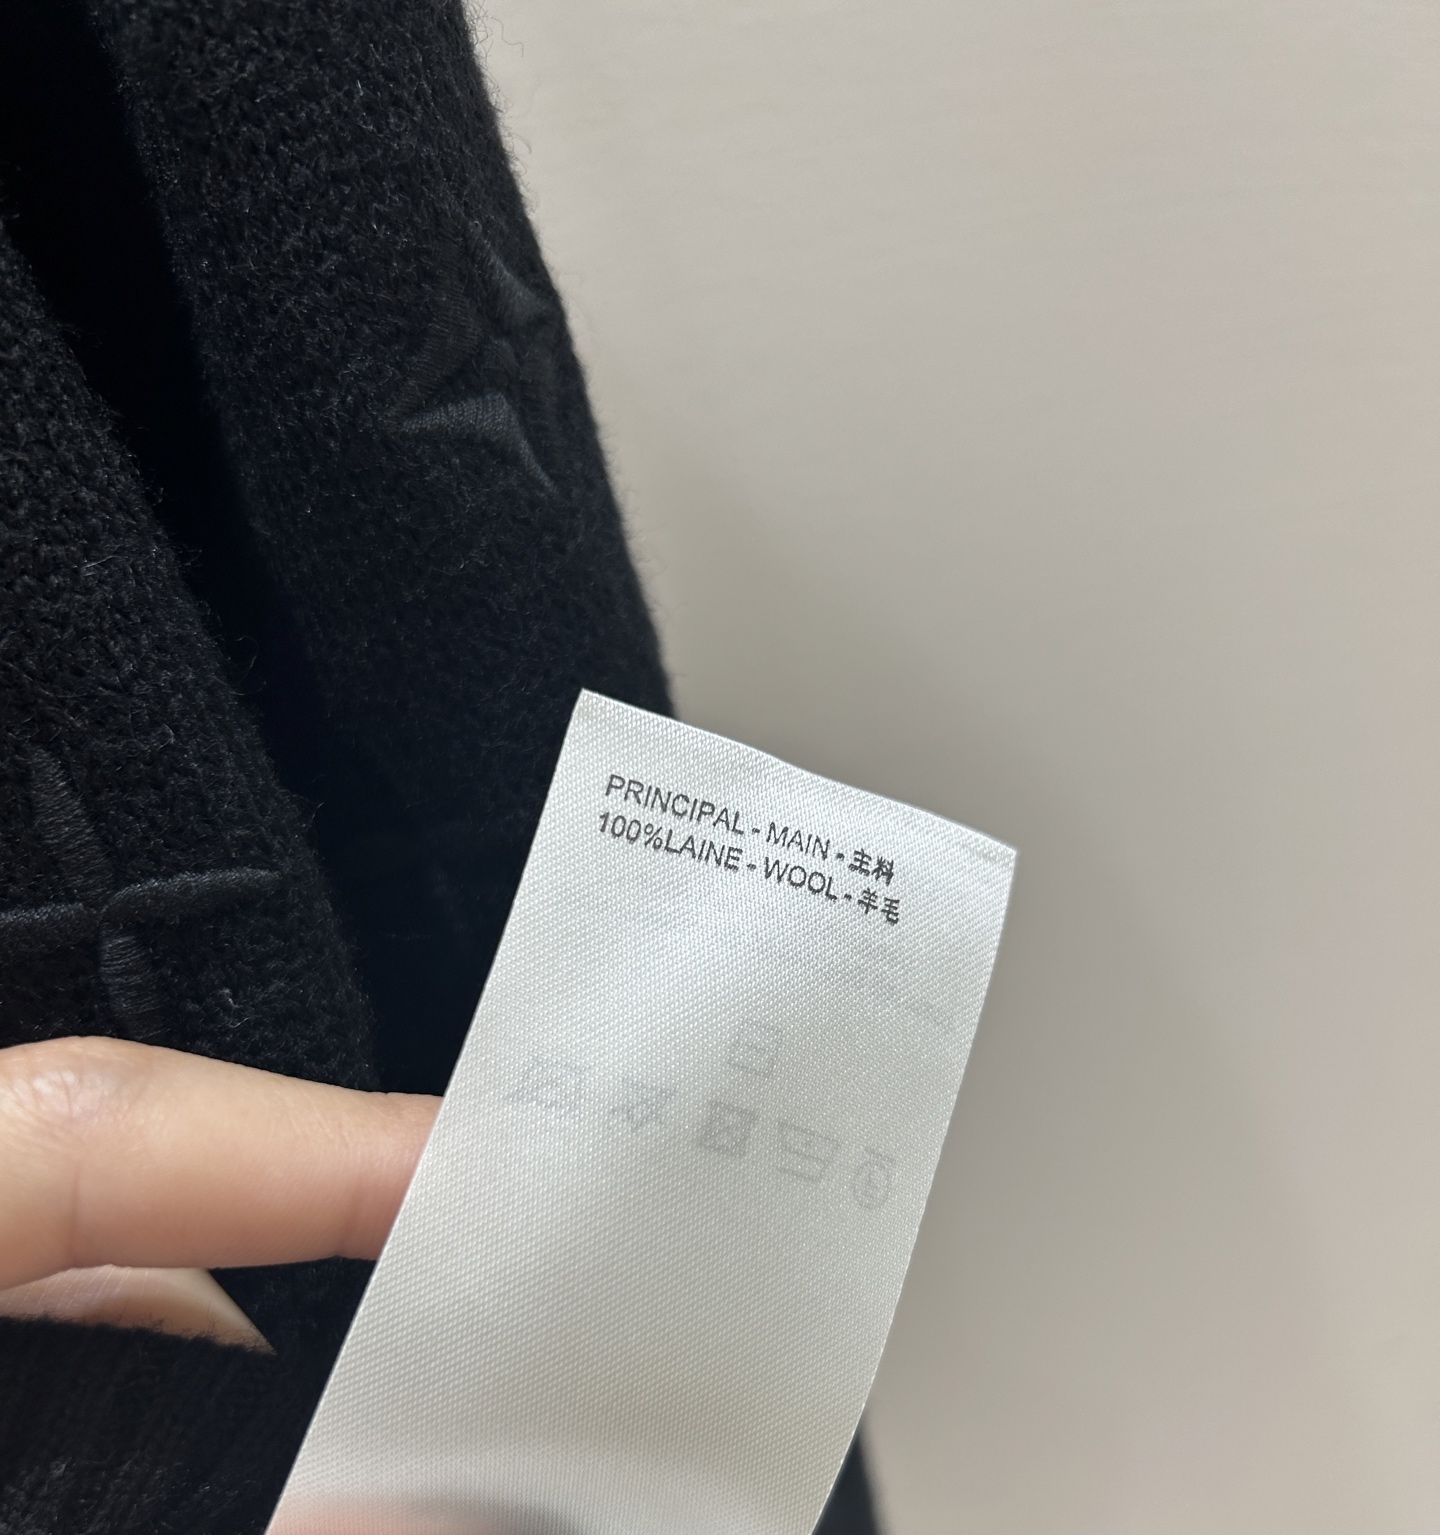 PRINCIPAL - MAIN - 主料
100%LAINE - WOOL - 羊毛